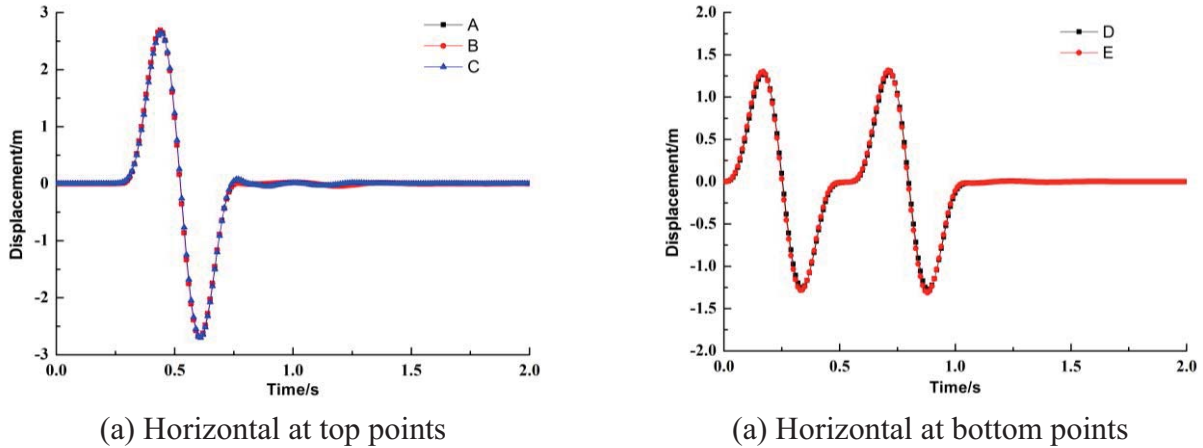 3
2
1
0
-1
-2
-3
Displacement/m
A
B
C
0.0
0.5
1.0
1.5
2.0
Time/s
(a) Horizontal at top points
2.0
1.5
1.0
0.5
0.0
-0.5
-1.0
-1.5
-2.0
Displacement/m
D
E
0.0
0.5
1.0
1.5
2.0
Time/s
(a) Horizontal at bottom points